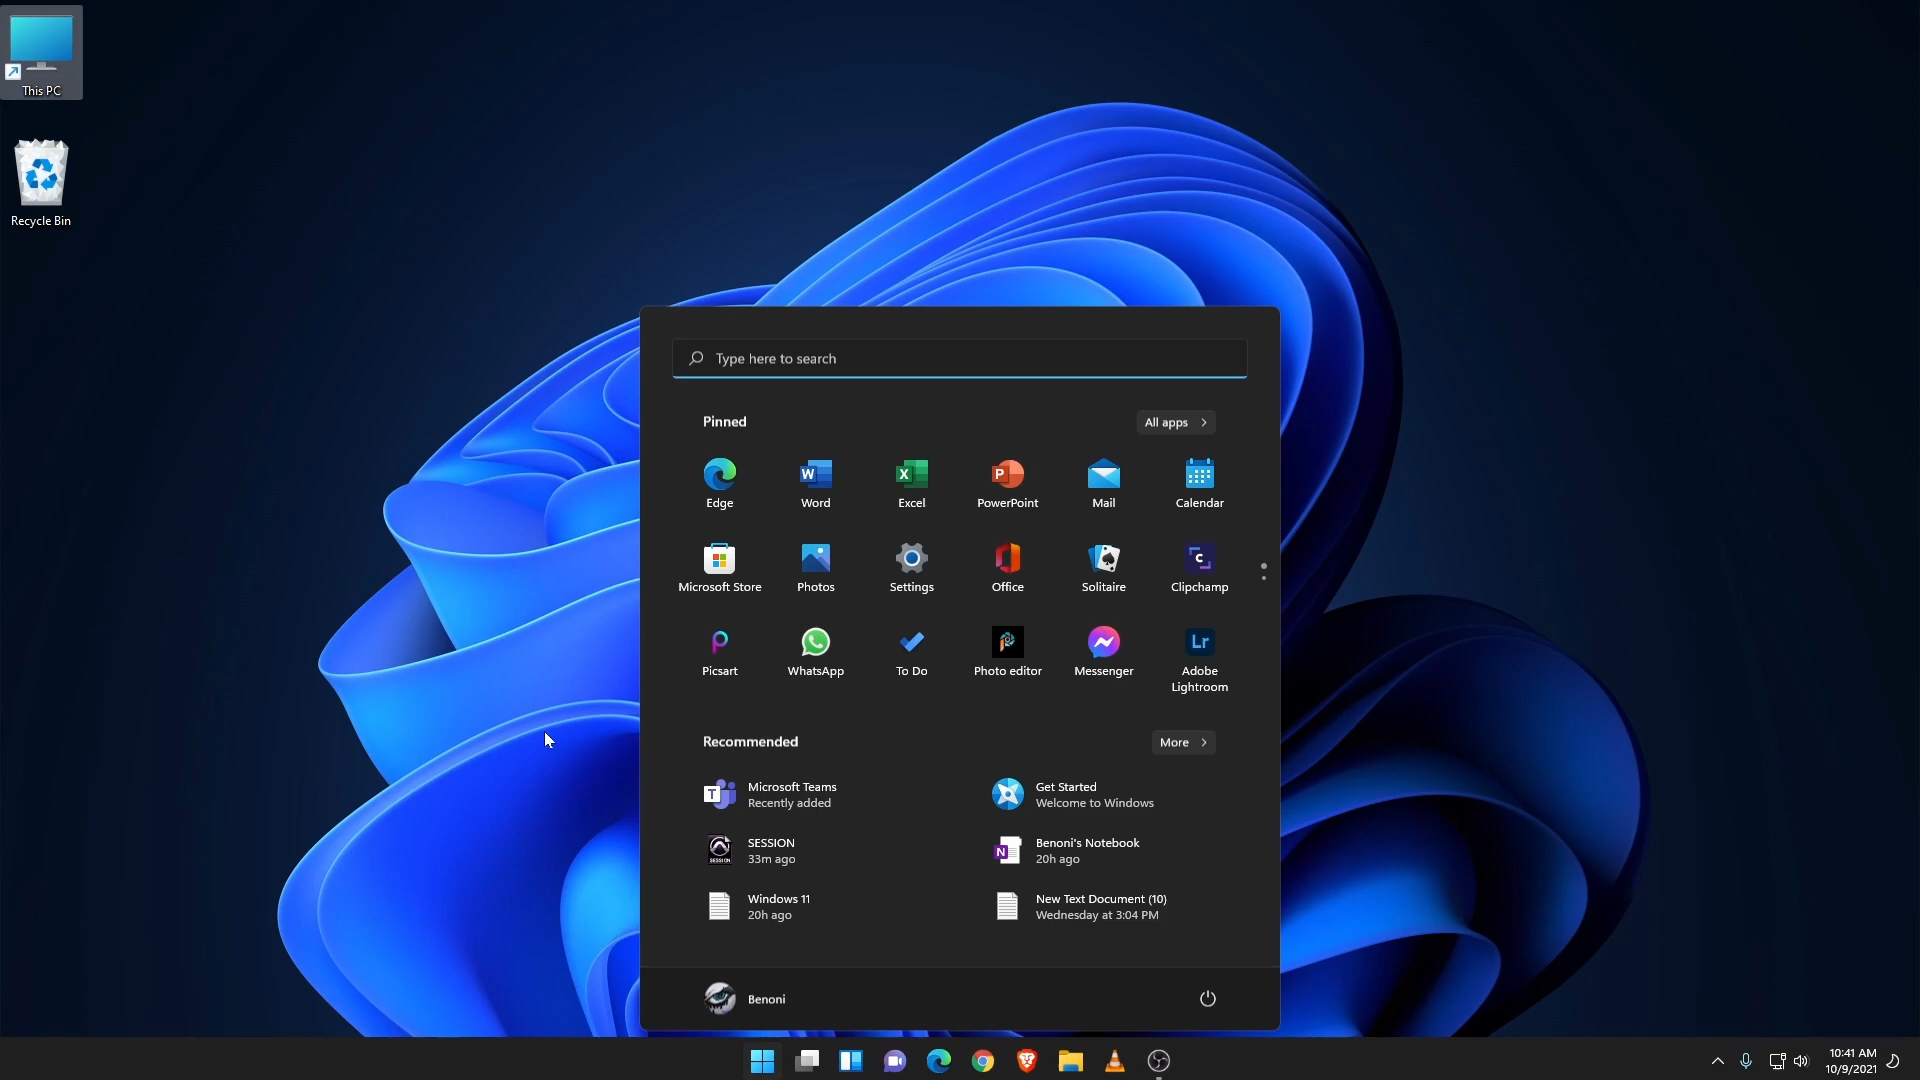 This PC
Recycle Bin
Type here to search
Pinned
All apps
Edge
Word
Excel
PowerPoint
Mail
Calendar
Microsoft Store
Photos
Settings
Office
Solitaire
Clipchamp
Picsart
WhatsApp
To Do
Photo editor
Messenger
Adobe
Lightroom
Recommended
More
Microsoft Teams
Recently added
Get Started
Welcome to Windows
SESSION
33m ago
Benoni's Notebook
20h ago
Windows 11
20h ago
New Text Document (10)
Wednesday at 3:04 PM
Benoni
10:41 AM
10/9/2021